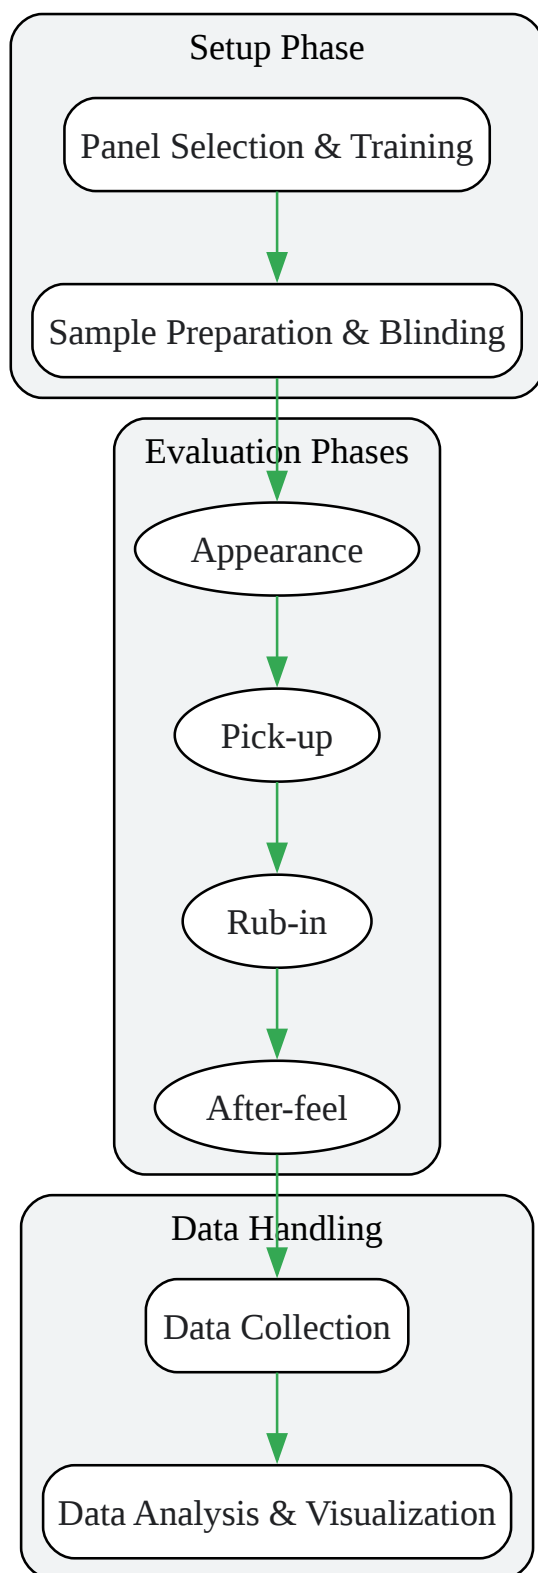 Setup Phase
Panel Selection & Training
Sample Preparation & Blinding
Evaluation Phases
Appearance
Pick-up
Rub-in
After-feel
Data Handling
Data Collection
Data Analysis & Visualization